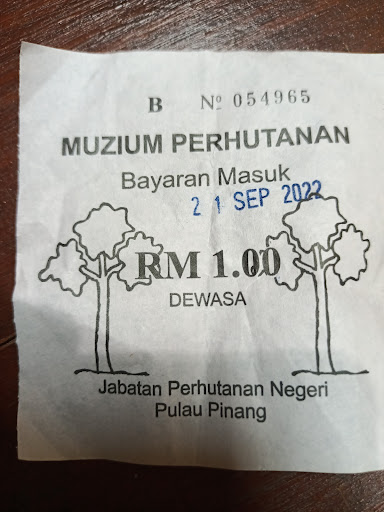 B Nº 054965
MUZIUM PERHUTANAN
Bayaran Masuk
21 SEP 2022
RM 1.00
DEWASA
Jabatan Perhutanan Negeri
Pulau Pinang